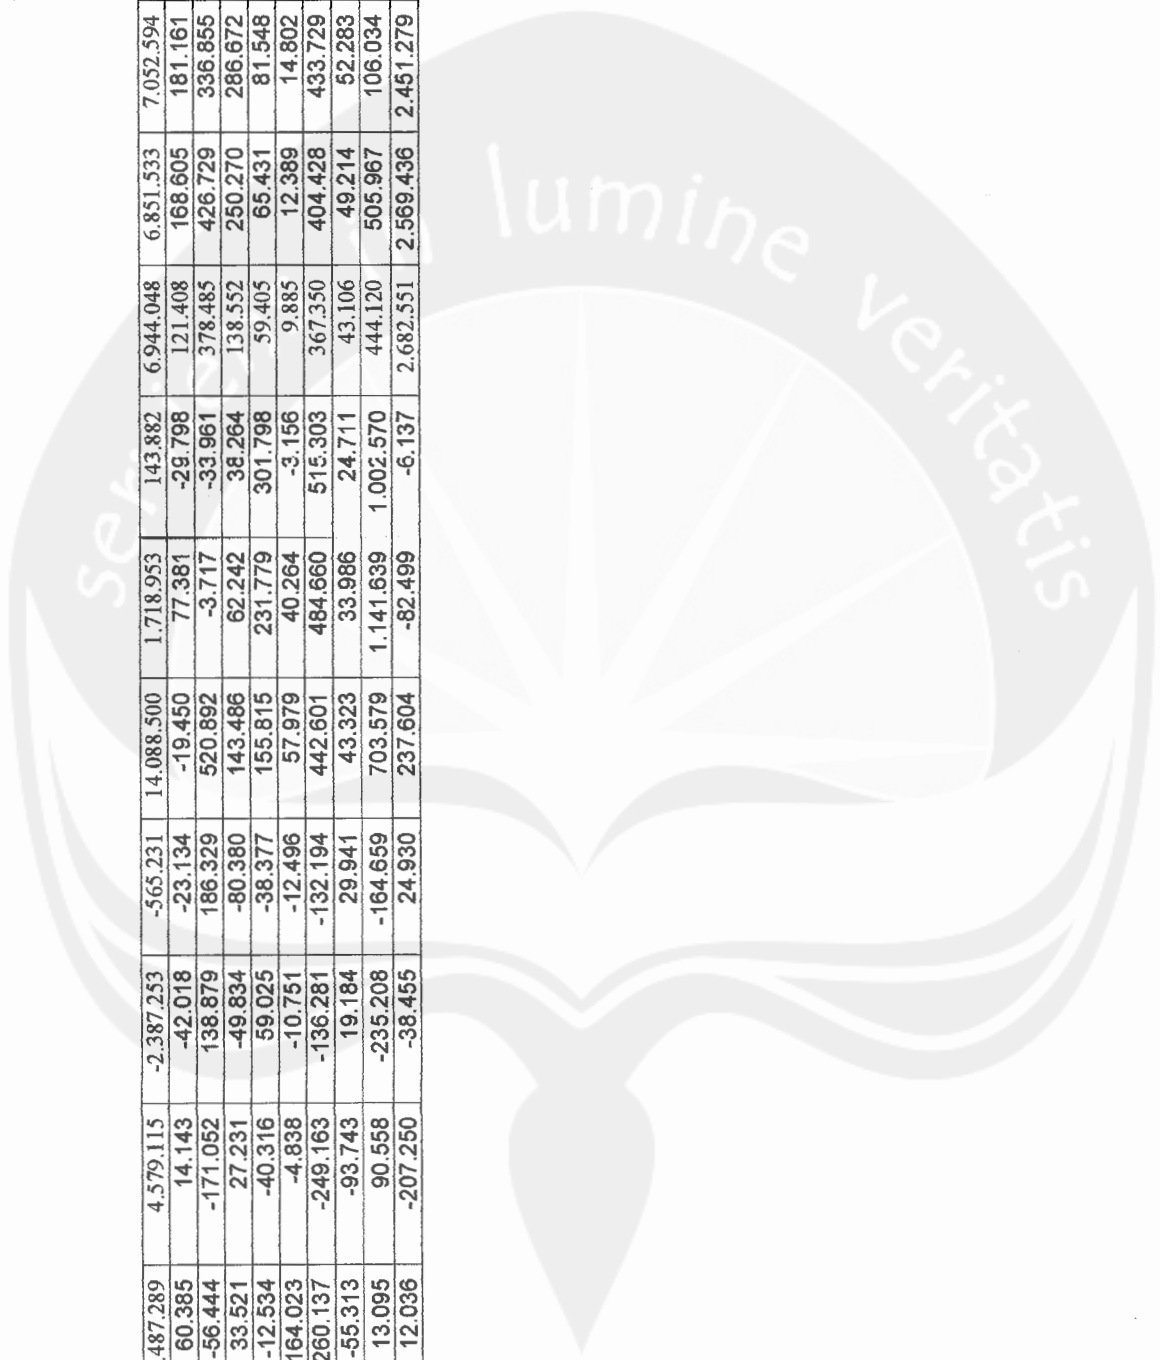 .487.289 4.579.115 -2.387.253 -565.231 14.088.500 1.718.953 143.882 6.944.048 6.851.533 7.052.594
60.385 14.143 -42.018 -23.134 -19.450 77.381 -29.798 121.408 168.605 181.161
-56.444 -171.052 138.879 186.329 520.892 -3.717 -33.961 378.485 426.729 336.855
33.521 27.231 -49.834 -80.380 143.486 62.242 38.264 138.552 250.270 286.672
-12.534 -40.316 59.025 -38.377 155.815 231.779 301.798 59.405 65.431 81.548
164.023 -4.838 -10.751 -12.496 57.979 40.264 -3.156 9.885 12.389 14.802
260.137 -249.163 -136.281 -132.194 442.601 484.660 515.303 367.350 404.428 433.729
-55.313 -93.743 19.184 29.941 43.323 33.986 24.711 43.106 49.214 52.283
13.095 90.558 -235.208 -164.659 703.579 1.141.639 1.002.570 444.120 505.967 106.034
12.036 -207.250 -38.455 24.930 237.604 -82.499 -6.137 2.682.551 2.569.436 2.451.279
serviens in lumine veritatis